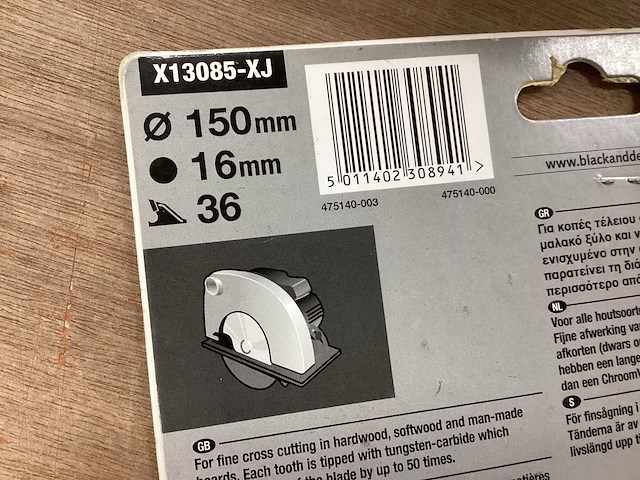 X13085-XJ
Ø 150mm
16mm
36
5 011402 308941 >
475140-003
475140-000
www.blackandde
GR
Για κοπές τέλειου
μαλακό ξύλο και
ενισχυμένο στην
παρατείνει τη διά
περισσότερο από
NL
Voor alle houtsoort
Fijne afwerking va
afkorten (dwars o
hebben een lange
dan een Chroom
S
För finsågning i
Tänderna är av
livslängd upp t
GB
For fine cross cutting in hardwood, softwood and man-made
boards. Each tooth is tipped with tungsten-carbide which
of the blade by up to 50 times.